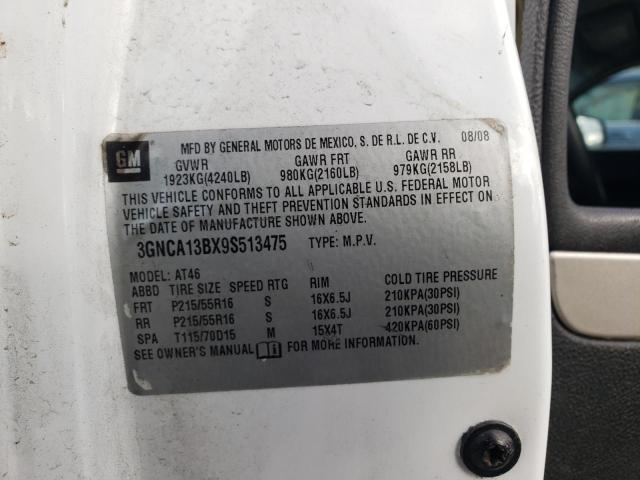 GM
MFD BY GENERAL MOTORS DE MEXICO, S. DE R.L. DE C.V. 08/08
GVWR GAWR FRT GAWR RR
1923KG(4240LB) 980KG(2160LB) 979KG(2158LB)
THIS VEHICLE CONFORMS TO ALL APPLICABLE U.S. FEDERAL MOTOR
VEHICLE SAFETY AND THEFT PREVENTION STANDARDS IN EFFECT ON
THE DATE OF MANUFACTURE SHOWN ABOVE.
3GNCA13BX9S513475 TYPE: M.P.V.
MODEL: AT46
ABBD TIRE SIZE SPEED RTG RIM COLD TIRE PRESSURE
FRT P215/55R16 S 16X6.5J 210KPA(30PSI)
RR P215/55R16 S 16X6.5J 210KPA(30PSI)
SPA T115/70D15 M 15X4T 420KPA(60PSI)
SEE OWNER'S MANUAL FOR MORE INFORMATION.